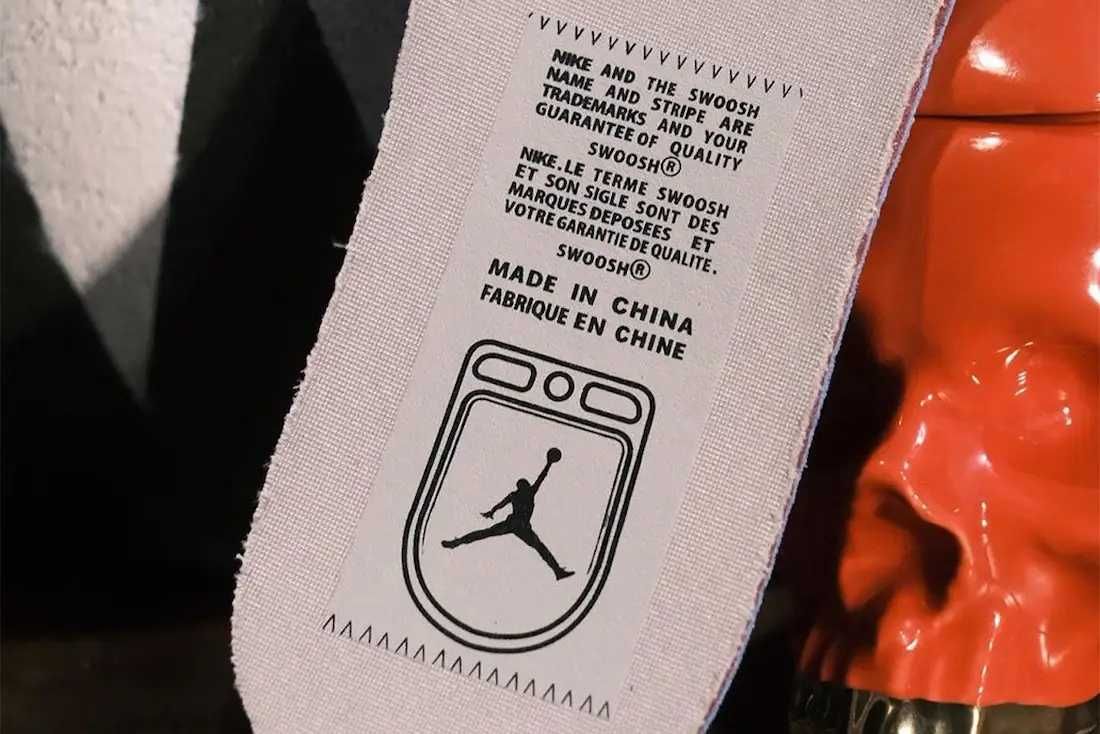 NIKE AND THE SWOOSH
NAME AND STRIPE ARE
TRADEMARKS AND YOUR
GUARANTEE OF QUALITY
SWOOSH®
NIKE. LE TERME SWOOSH
ET SON SIGLE SONT DES
MARQUES DEPOSEES ET
VOTRE GARANTIE DE QUALITE.
SWOOSH®
MADE IN CHINA
FABRIQUE EN CHINE